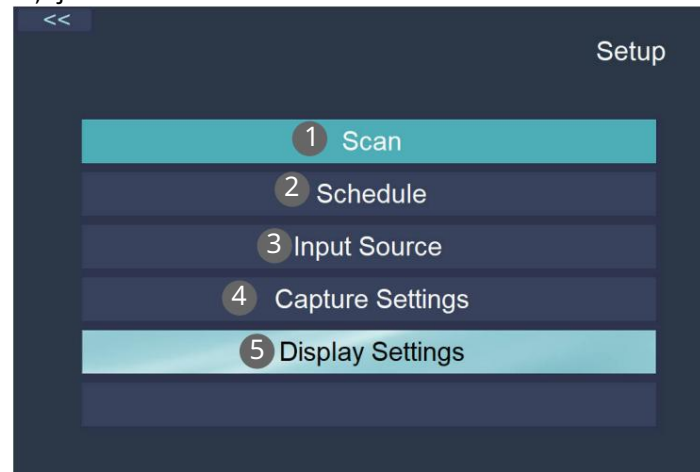 <<
Setup
1 Scan
2 Schedule
3 Input Source
4 Capture Settings
5 Display Settings